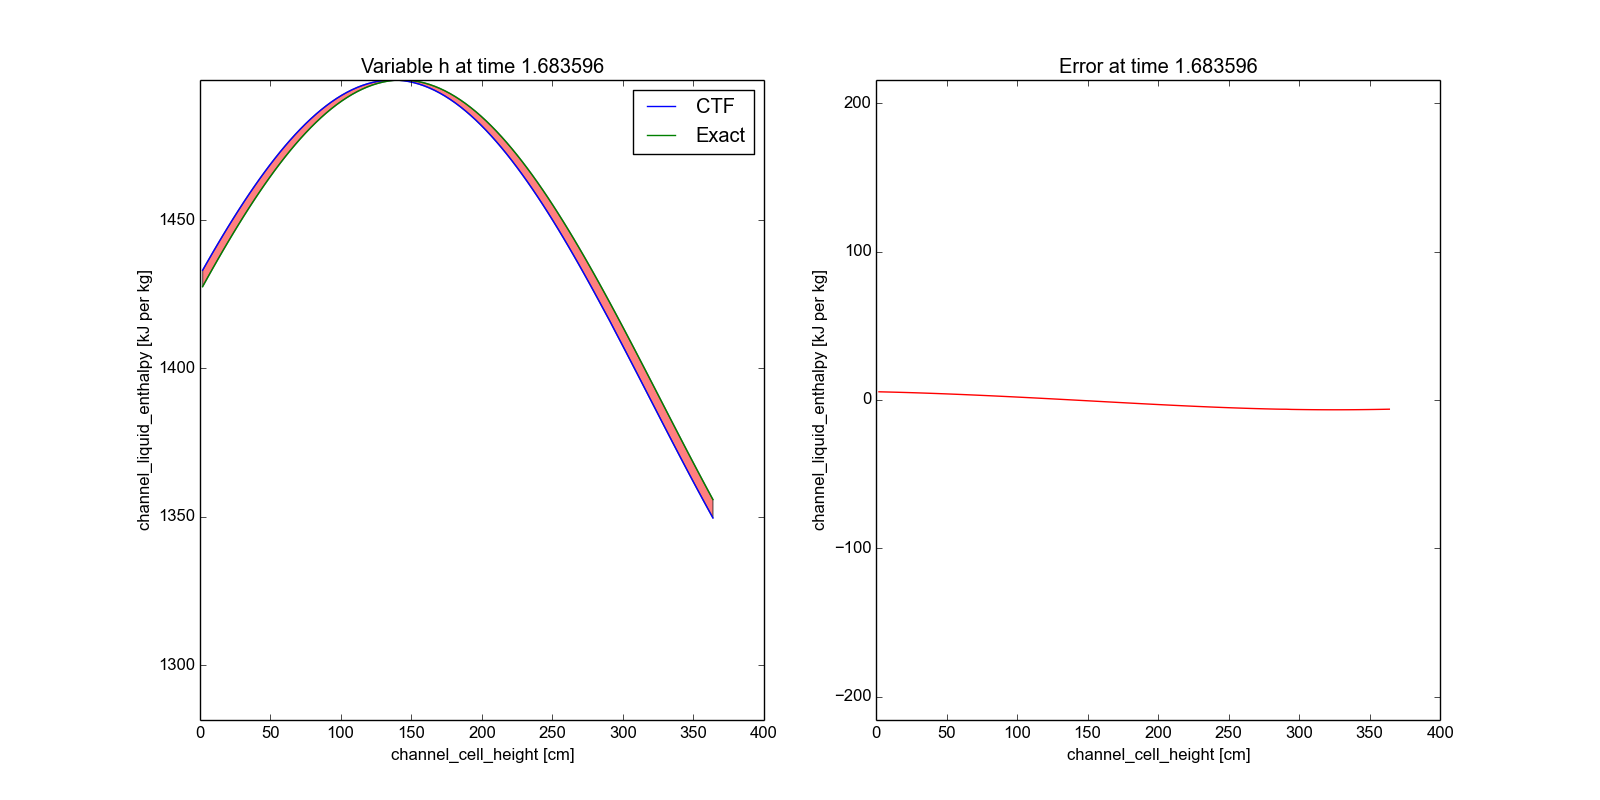 Variable h at time 1.683596
CTF
Exact
1450
1400
1350
1300
channel_liquid_enthalpy [kJ per kg]
0 50 100 150 200 250 300 350 400
channel_cell_height [cm]
Error at time 1.683596
200
100
0
−100
−200
channel_liquid_enthalpy [kJ per kg]
0 50 100 150 200 250 300 350 400
channel_cell_height [cm]